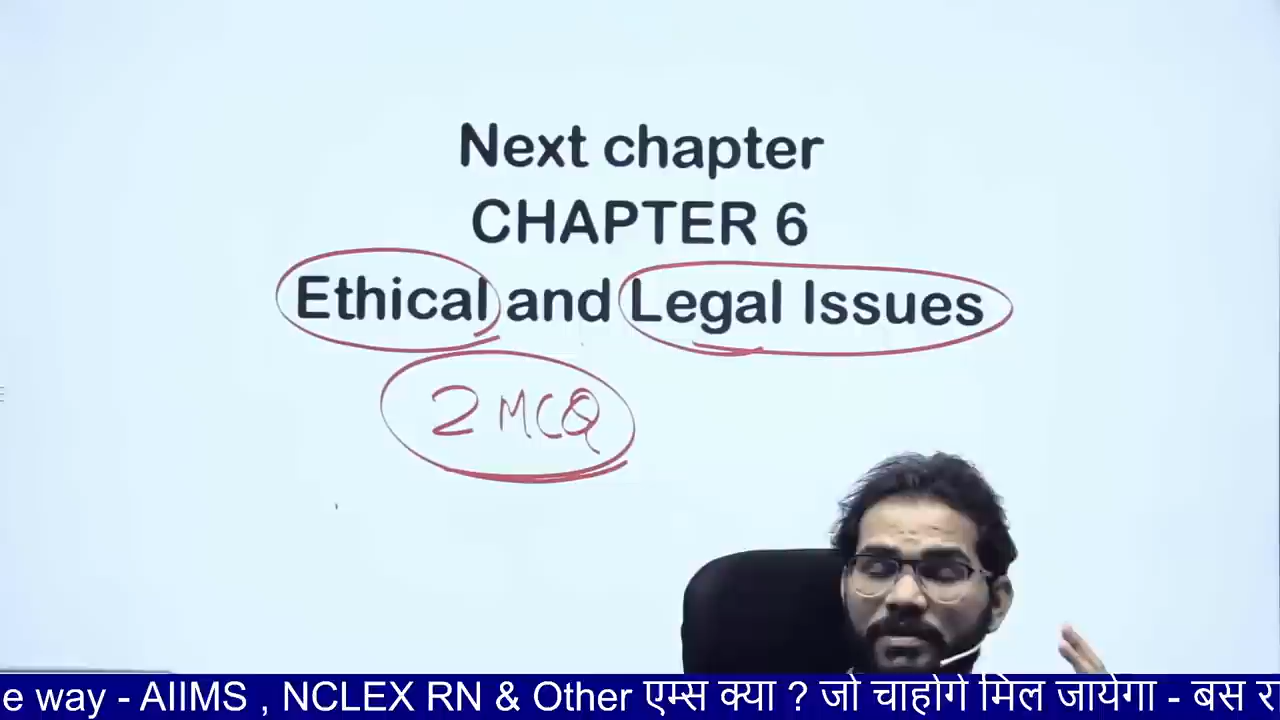 Next chapter
CHAPTER 6
Ethical and Legal Issues
2 MCQ
e way - AIIMS , NCLEX RN & Other एम्स क्या ? जो चाहोगे मिल जायेगा - बस रा